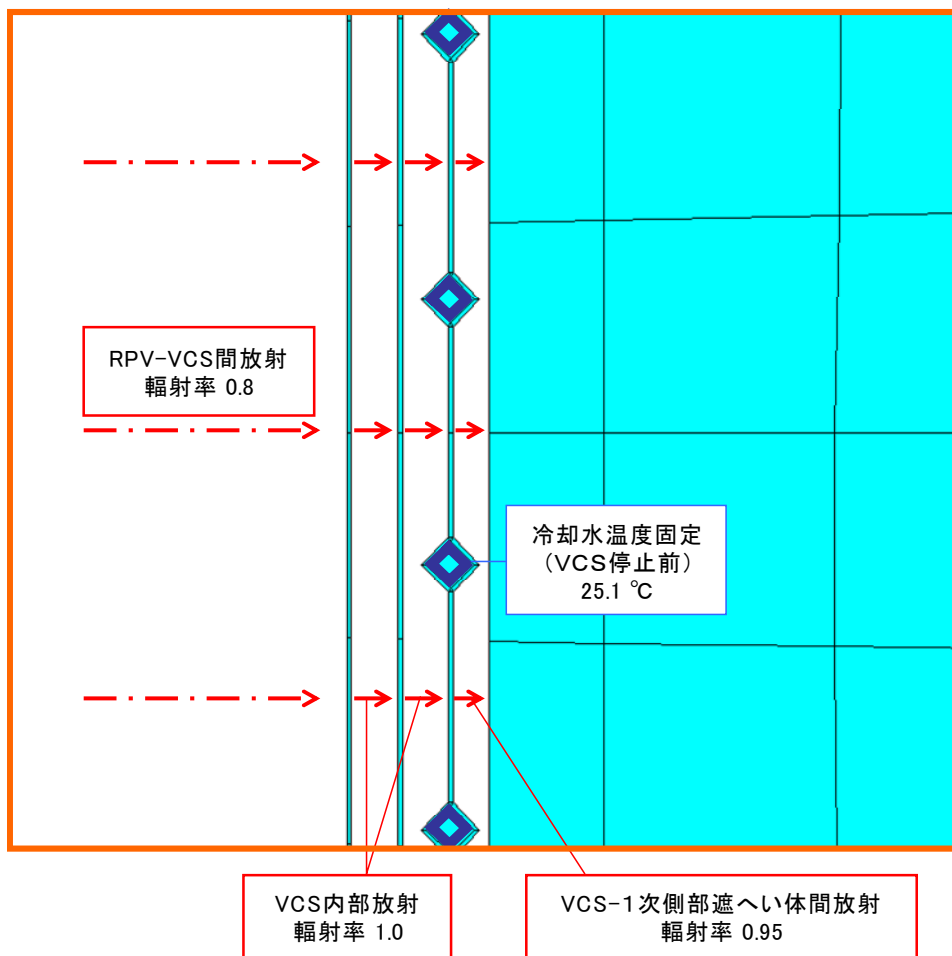 RPV-VCS間放射
輻射率 0.8
冷却水温度固定
（VCS停止前）
25.1 ℃
VCS内部放射
輻射率 1.0
VCS-1次側部遮へい体間放射
輻射率 0.95